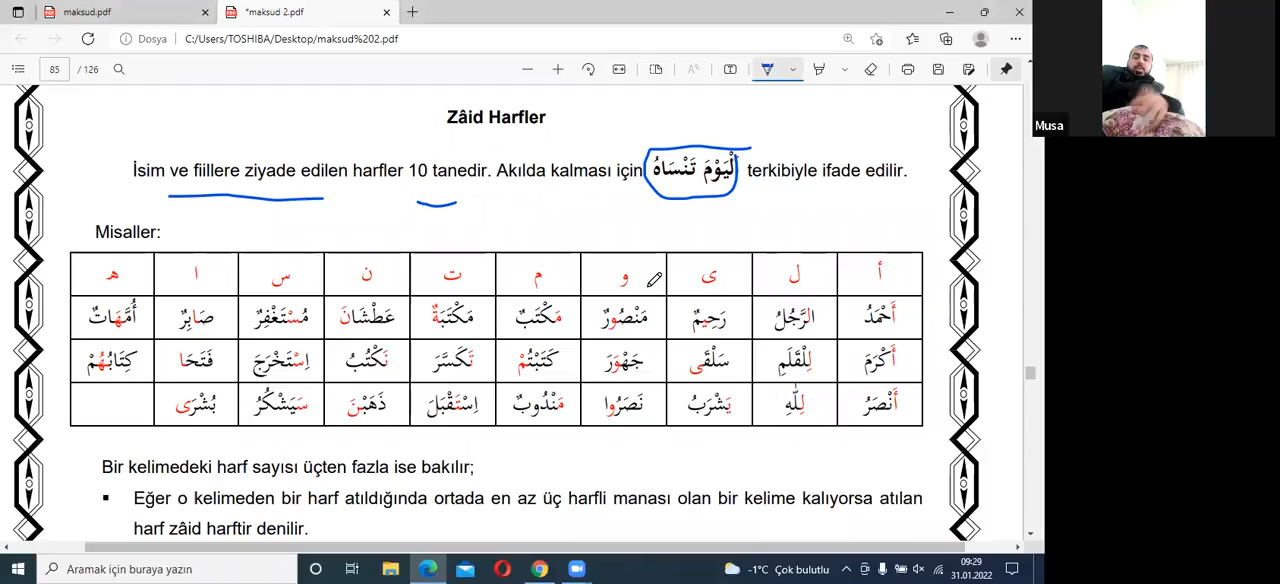 maksud.pdf
*maksud 2.pdf
Dosya C:/Users/TOSHIBA/Desktop/maksud%202.pdf
85 / 126
Musa
Zâid Harfler
İsim ve fiillere ziyade edilen harfler 10 tanedir. Akılda kalması için لْيَوْمَ تَنْسَاهُ terkibiyle ifade edilir.
Misaller:
أ ل ى و م ت ن س ا هـ
أَحْمَدُ الرَّجُلُ رَحِيمٌ مَنْصُورٌ مَكْتَبٌ مَكْتَبَةٌ عَطْشَانَ مُسْتَغْفِرٌ صَابِرٌ أُمَّهَاتٌ
أَكْرَمَ لِلْقَلَمِ سَلْقَى جَهْوَرَ كَتَبْتُمْ تَكَسَّرَ نَكْتُبُ اِسْتَخْرَجَ فَتَحَا كِتَابُهُمْ
أَنْصَرُ لِلّٰهِ يَشْرَبُ نَصَرُوا مَنْدُوبٌ اِسْتَقْبَلَ ذَهَبْنَ سَيَشْكُرُ بُشْرَى
Bir kelimedeki harf sayısı üçten fazla ise bakılır;
▪ Eğer o kelimeden bir harf atıldığında ortada en az üç harfli manası olan bir kelime kalıyorsa atılan
harf zâid harftir denilir.
Aramak için buraya yazın
-1°C Çok bulutlu
09:29
31.01.2022